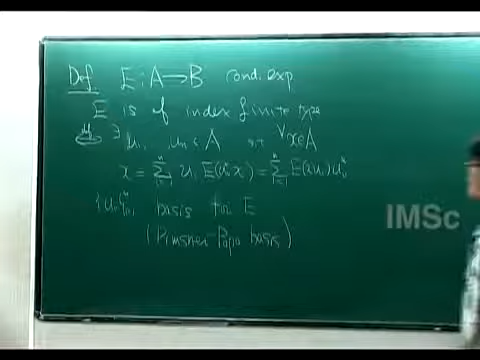 Def E : A → B cond. exp
E is of index finite type
def ⟺ ∃ u₁, … uₙ ∈ A s.t ∀x∈A
x = Σⁿᵢ₌₁ uᵢ E(uᵢ*x) = Σⁿᵢ₌₁ E(xuᵢ)uᵢ*
{uᵢ}ⁿᵢ₌₁ basis for E
(Pimsner-Popa basis)
IMSc